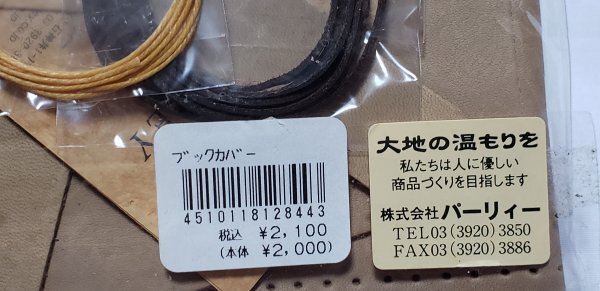 ブックカバー
4510118128443
税込 ¥2,100
(本体 ¥2,000)
大地の温もりを
私たちは人に優しい
商品づくりを目指します
株式会社 パーリィー
TEL03(3920)3850
FAX03(3920)3886